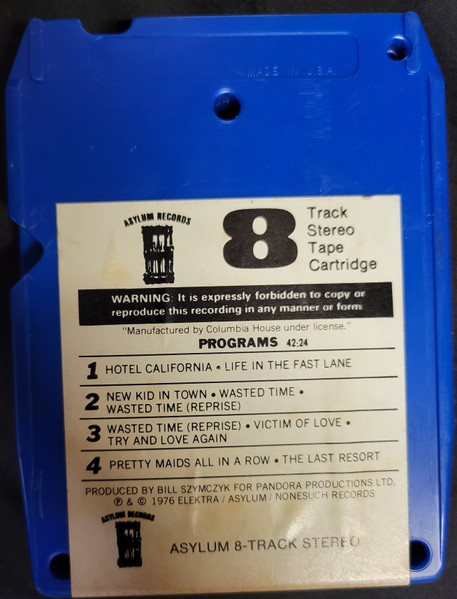 MADE IN U.S.A.
ASYLUM RECORDS
8 Track
Stereo
Tape
Cartridge
WARNING: It is expressly forbidden to copy or
reproduce this recording in any manner or form.
"Manufactured by Columbia House under license."
PROGRAMS 42:24
1 HOTEL CALIFORNIA • LIFE IN THE FAST LANE
2 NEW KID IN TOWN • WASTED TIME •
WASTED TIME (REPRISE)
3 WASTED TIME (REPRISE) • VICTIM OF LOVE •
TRY AND LOVE AGAIN
4 PRETTY MAIDS ALL IN A ROW • THE LAST RESORT
PRODUCED BY BILL SZYMCZYK FOR PANDORA PRODUCTIONS LTD.
℗ & © 1976 ELEKTRA / ASYLUM / NONESUCH RECORDS
ASYLUM RECORDS
ASYLUM 8-TRACK STEREO